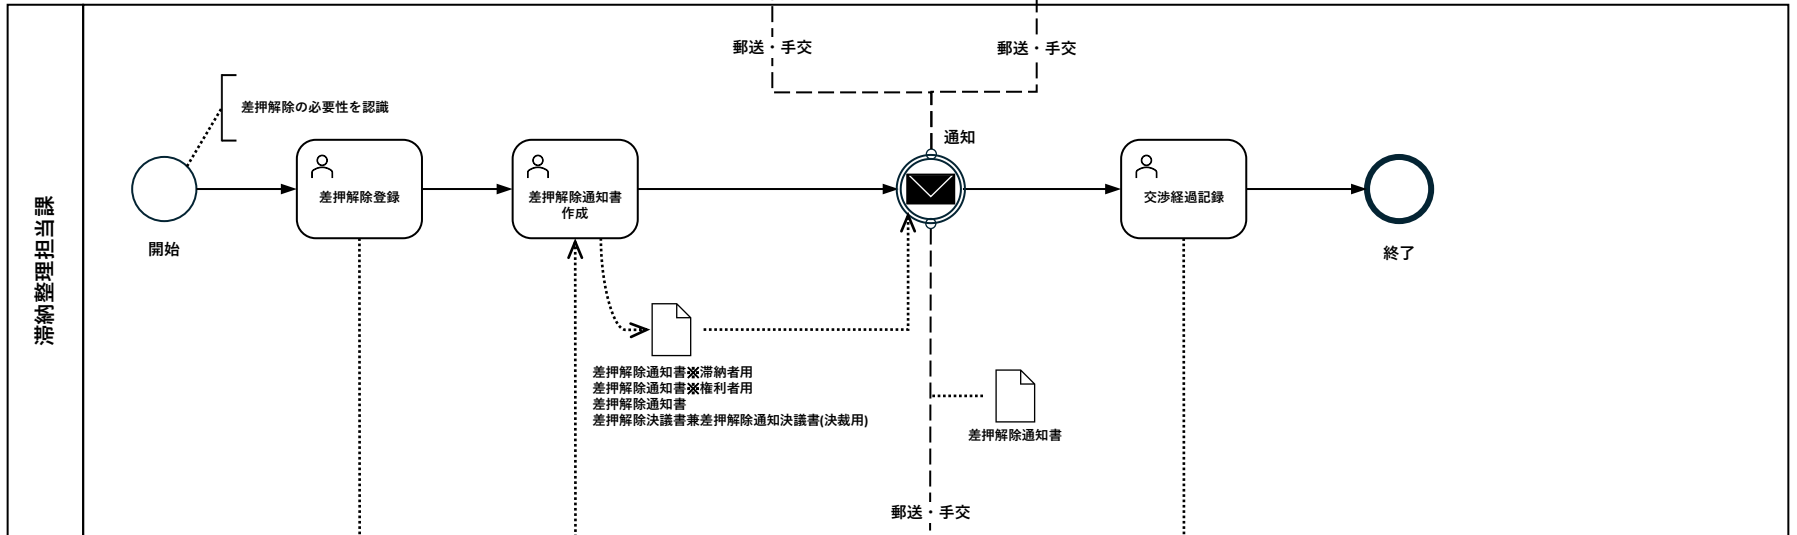 郵送・手交
郵送・手交
差押解除の必要性を認識
通知
差押解除登録
差押解除通知書
作成
交渉経過記録
開始
終了
滞納整理担当課
差押解除通知書※滞納者用
差押解除通知書※権利者用
差押解除通知書
差押解除決議書兼差押解除通知決議書(決裁用)
差押解除通知書
郵送・手交